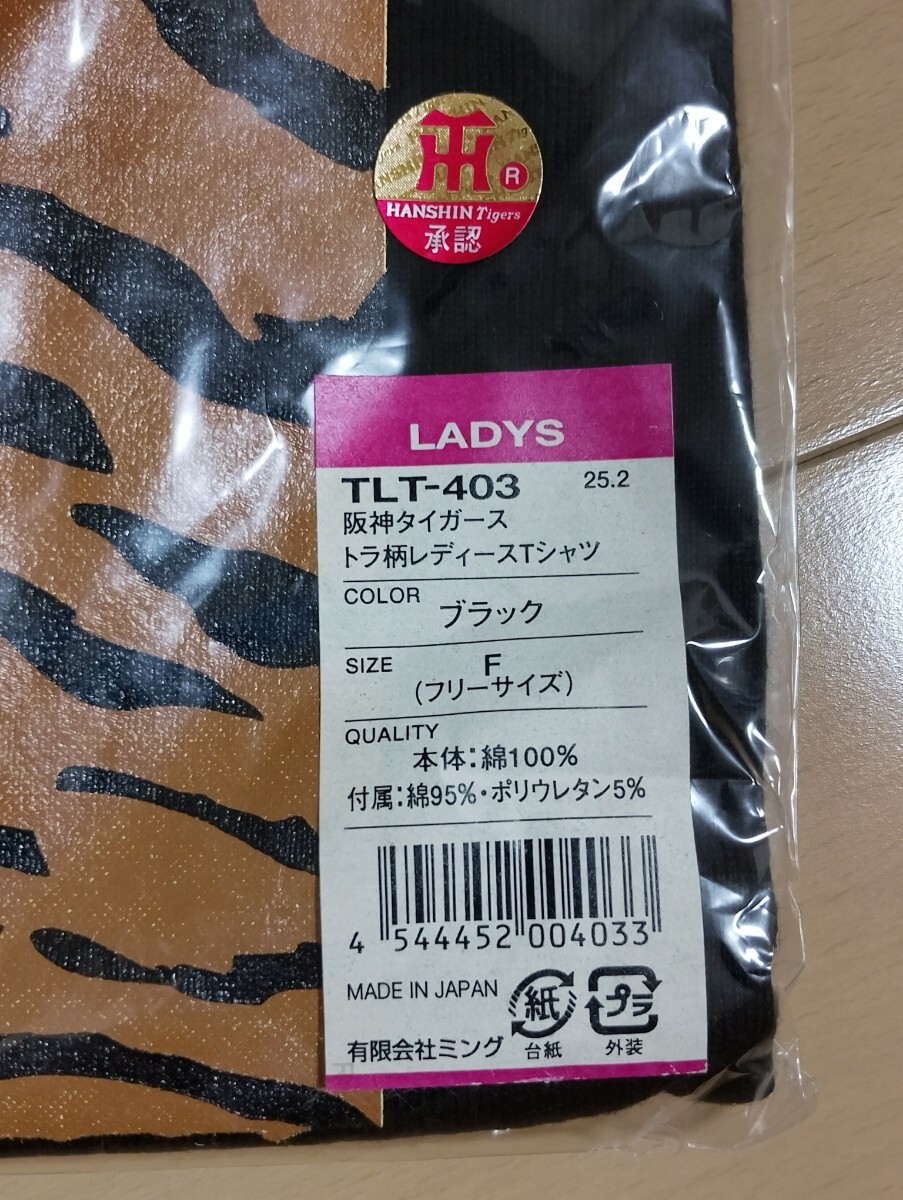 TH
R
HANSHIN Tigers
承認
LADYS
TLT-403 25.2
阪神タイガース
トラ柄レディースTシャツ
COLOR ブラック
SIZE F
(フリーサイズ)
QUALITY
本体:綿100%
付属:綿95%・ポリウレタン5%
4 544452 004033
MADE IN JAPAN 紙 プラ
有限会社ミング 台紙 外装